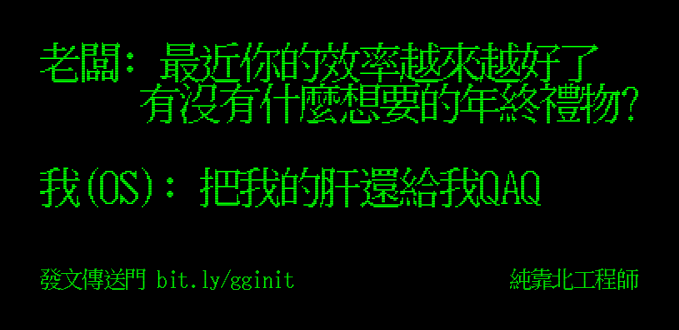 老闆: 最近你的效率越來越好了
有沒有什麼想要的年終禮物?
我(OS): 把我的肝還給我QAQ
發文傳送門 bit.ly/gginit
純靠北工程師